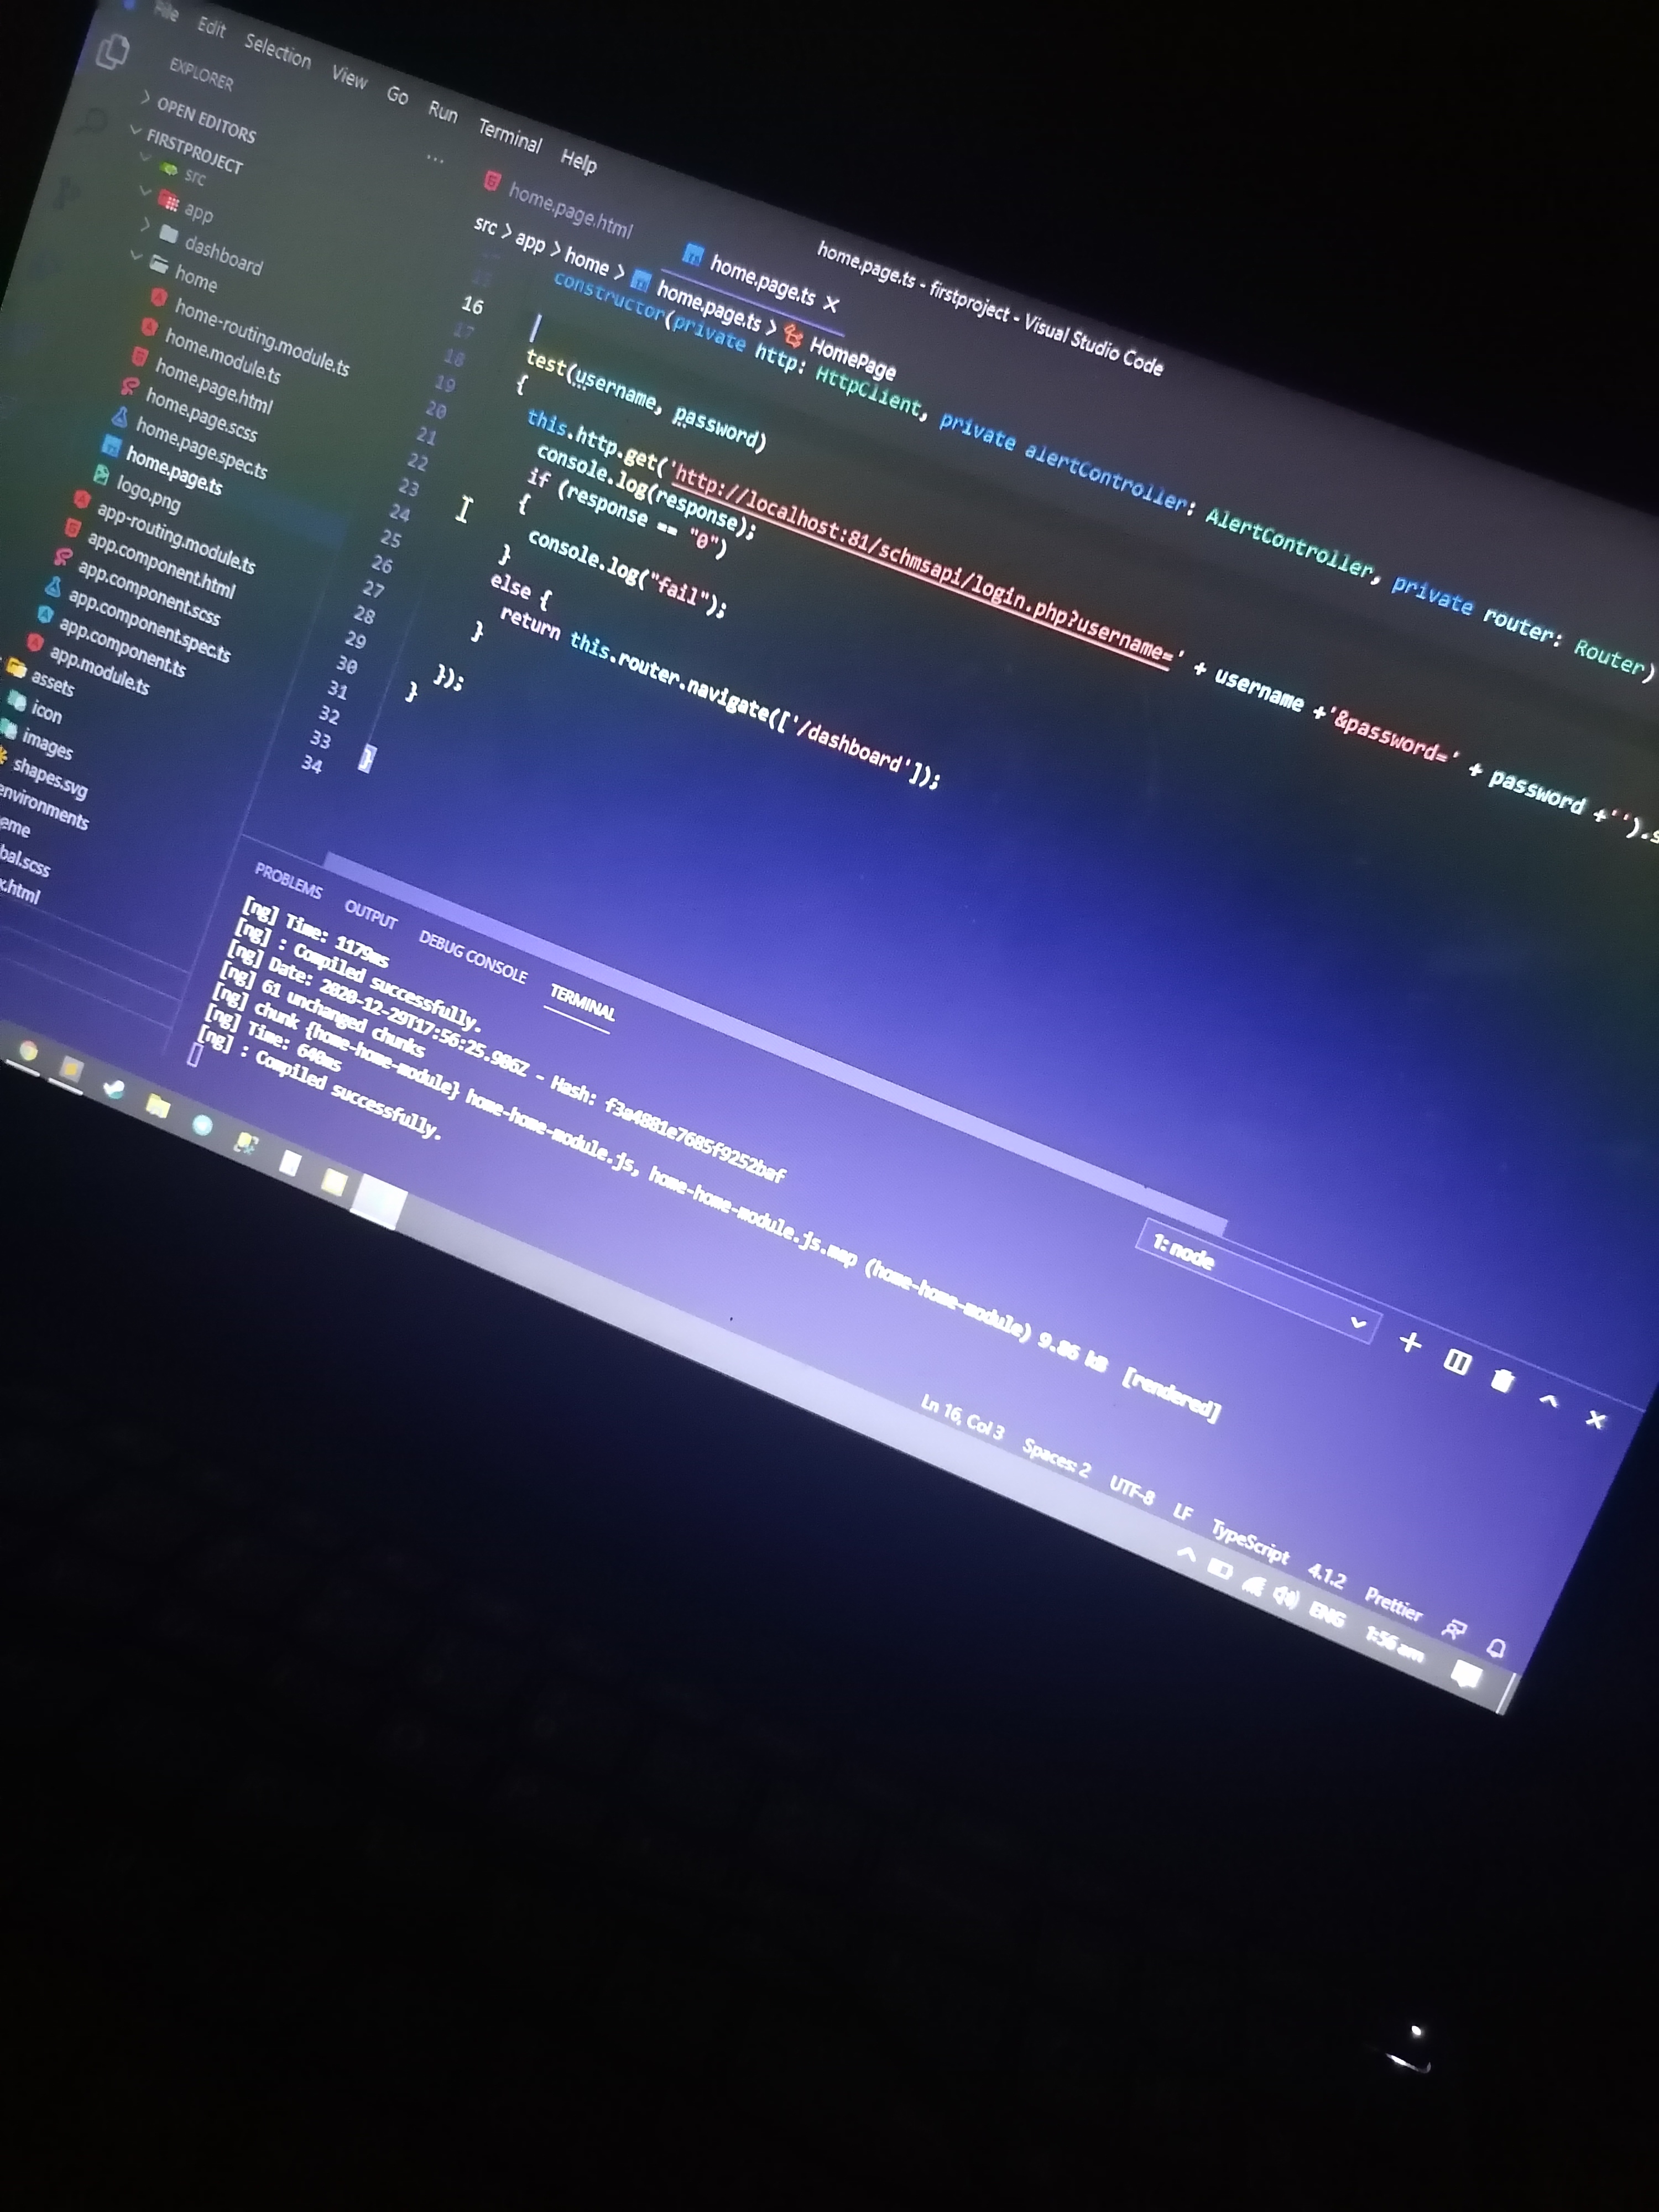 File Edit Selection View Go Run Terminal Help
home.page.ts - firstproject - Visual Studio Code
EXPLORER
...
OPEN EDITORS
FIRSTPROJECT
src
app
dashboard
home
home-routing.module.ts
home.module.ts
home.page.html
home.page.scss
home.page.spec.ts
home.page.ts
logo.png
app-routing.module.ts
app.component.html
app.component.scss
app.component.spec.ts
app.component.ts
app.module.ts
assets
icon
images
shapes.svg
home.page.html
home.page.ts
src > app > home > home.page.ts > HomePage
constructor(private http: HttpClient, private alertController: AlertController, private router: Router)
16
17
18 test(username, password)
19 {
20 this.http.get('http://localhost:81/schmsapi/login.php?username=' + username +'&password=' + password +'').s
21 console.log(response);
22 if (response == "0")
23 {
24 console.log("fail");
25 }
26 else {
27 return this.router.navigate(['/dashboard']);
28 }
29
30 });
31 }
32
33
34 }
PROBLEMS OUTPUT DEBUG CONSOLE TERMINAL
1: node
[ng] Time: 1179ms
[ng] : Compiled successfully.
[ng] Date: 2020-12-29T17:56:25.986Z - Hash: f3a4881e7685f9252baf
[ng] 61 unchanged chunks
[ng] chunk {home-home-module} home-home-module.js, home-home-module.js.map (home-home-module) 9.86 kB [rendered]
[ng] Time: 640ms
[ng] : Compiled successfully.
Ln 16, Col 3 Spaces: 2 UTF-8 LF TypeScript 4.1.2 Prettier
ENG 1:56 am